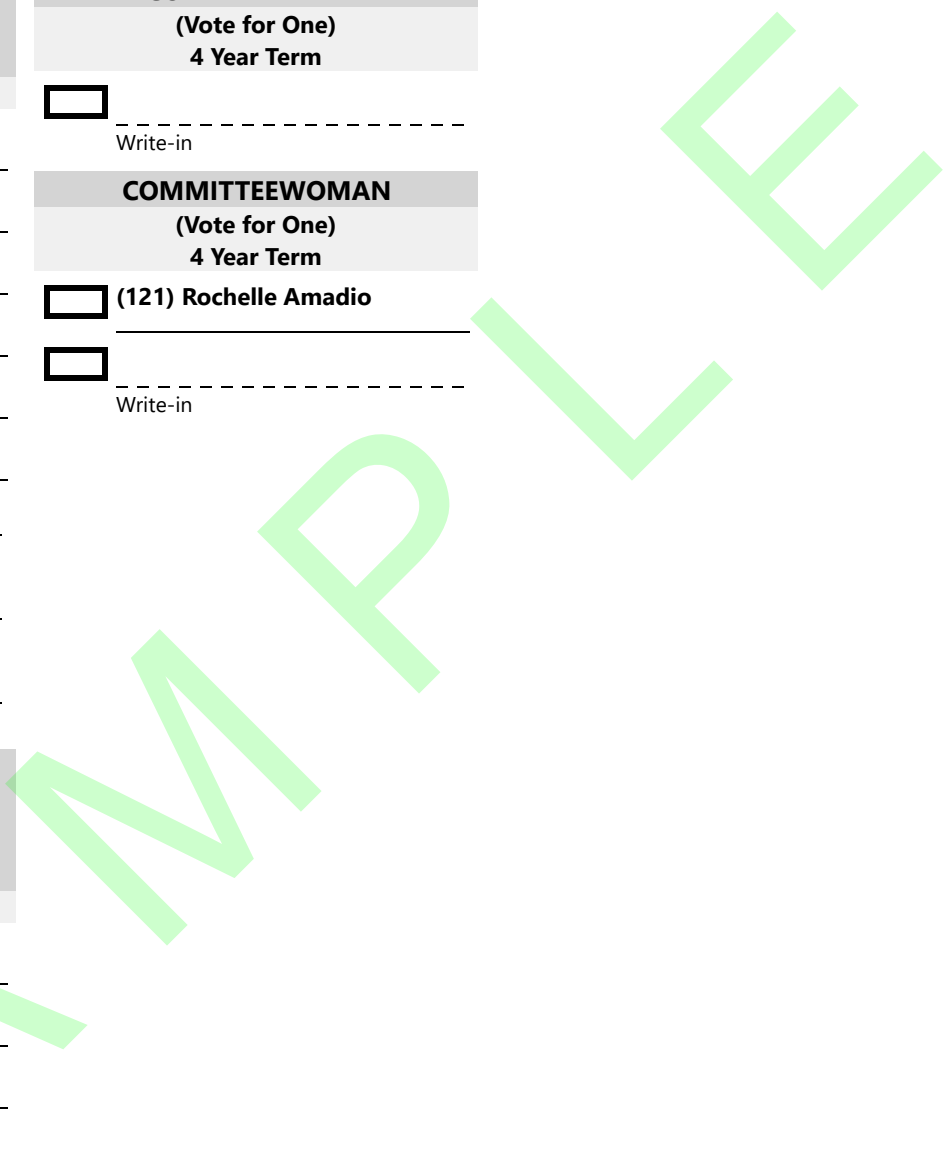 (Vote for One)
4 Year Term
Write-in
COMMITTEEWOMAN
(Vote for One)
4 Year Term
(121) Rochelle Amadio
Write-in
MPLE